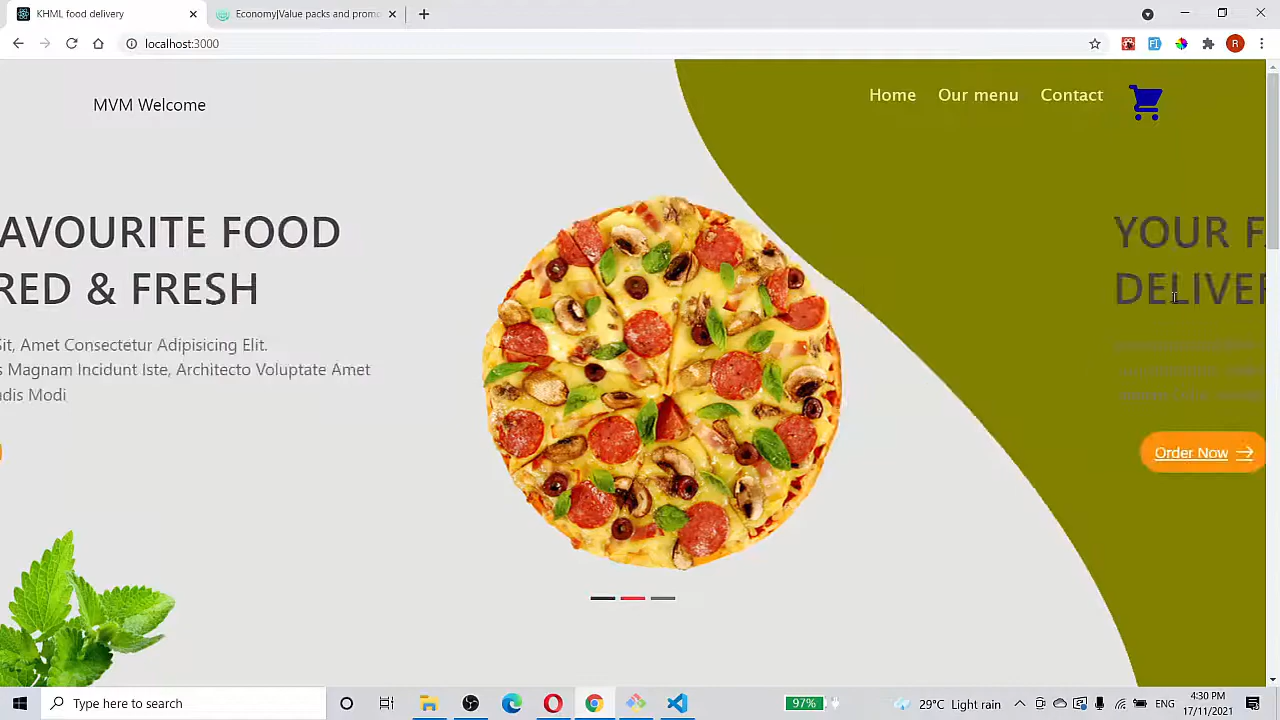 KHML food delivery
Economy|Value packs and promo
localhost:3000
R
MVM Welcome
Home
Our menu
Contact
AVOURITE FOOD
RED & FRESH
Sit, Amet Consectetur Adipisicing Elit.
s Magnam Incidunt Iste, Architecto Voluptate Amet
dis Modi
YOUR F
DELIVER
Order Now
Type here to search
97%
29°C Light rain
4:30 PM
17/11/2021